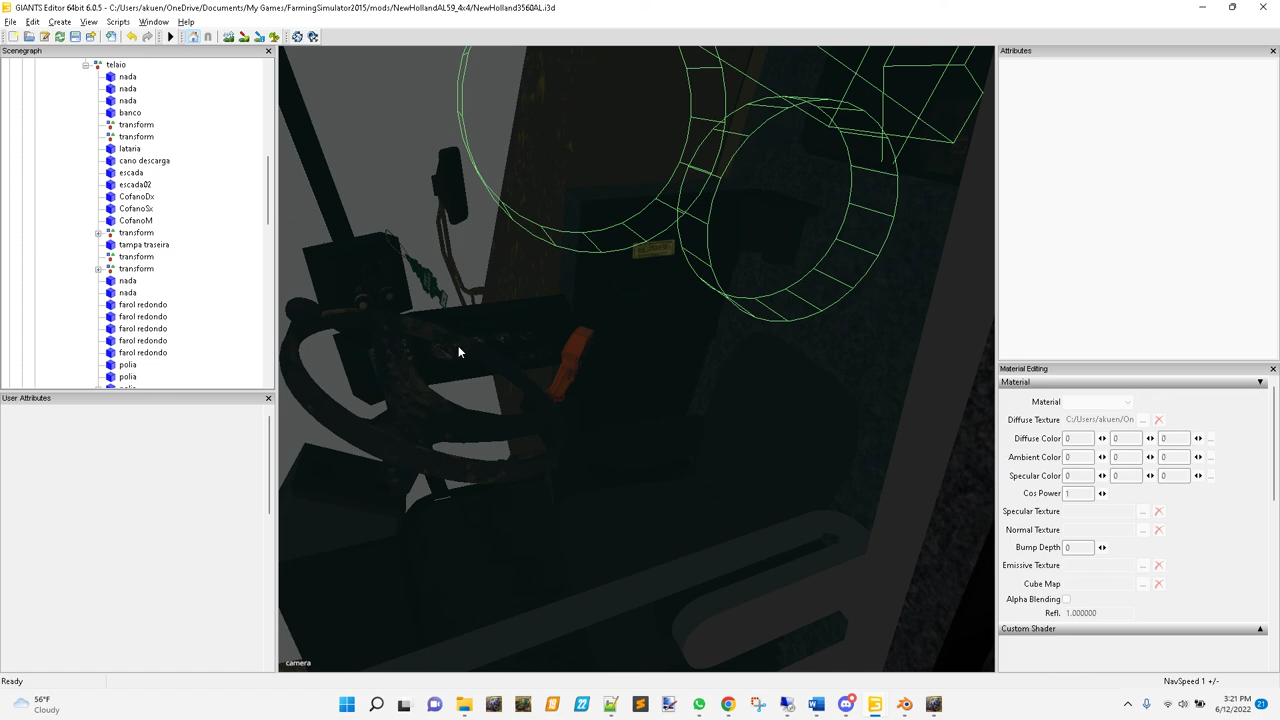 GIANTS Editor 64bit 6.0.5 - C:/Users/akuen/OneDrive/Documents/My Games/FarmingSimulator2015/mods/NewHollandAL59_4x4/NewHolland3560AL.i3d
File Edit Create View Scripts Window Help
Scenegraph
telaio
nada
nada
nada
banco
transform
transform
lataria
cano descarga
escada
escada02
CofanoDx
CofanoSx
CofanoM
transform
tampa traseira
transform
transform
nada
nada
farol redondo
farol redondo
farol redondo
farol redondo
farol redondo
polia
polia
User Attributes
camera
Attributes
Material Editing
Material
Material
Diffuse Texture C:/Users/akuen/On ...
Diffuse Color 0 0 0 ...
Ambient Color 0 0 0 ...
Specular Color 0 0 0 ...
Cos Power 1
Specular Texture ...
Normal Texture ...
Bump Depth 0
Emissive Texture ...
Cube Map ...
Alpha Blending
Refl. 1.000000
Custom Shader
Ready
NavSpeed 1 +/-
56°F
Cloudy
5:21 PM
6/12/2022
21